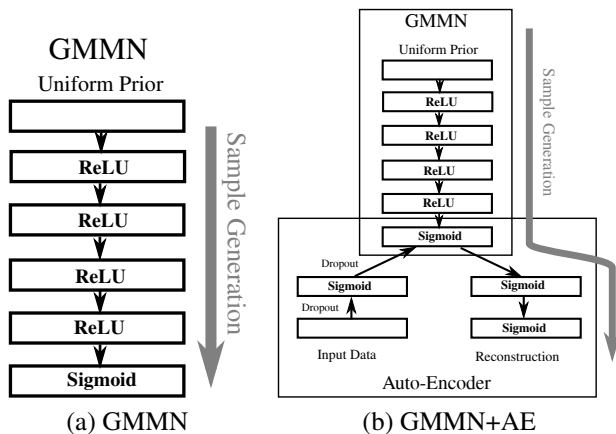 GMMN
Uniform Prior
ReLU
ReLU
ReLU
ReLU
Sigmoid
Sample Generation
(a) GMMN
GMMN
Uniform Prior
ReLU
ReLU
ReLU
ReLU
Sigmoid
Sample Generation
Dropout
Sigmoid
Dropout
Input Data
Sigmoid
Sigmoid
Reconstruction
Auto-Encoder
(b) GMMN+AE